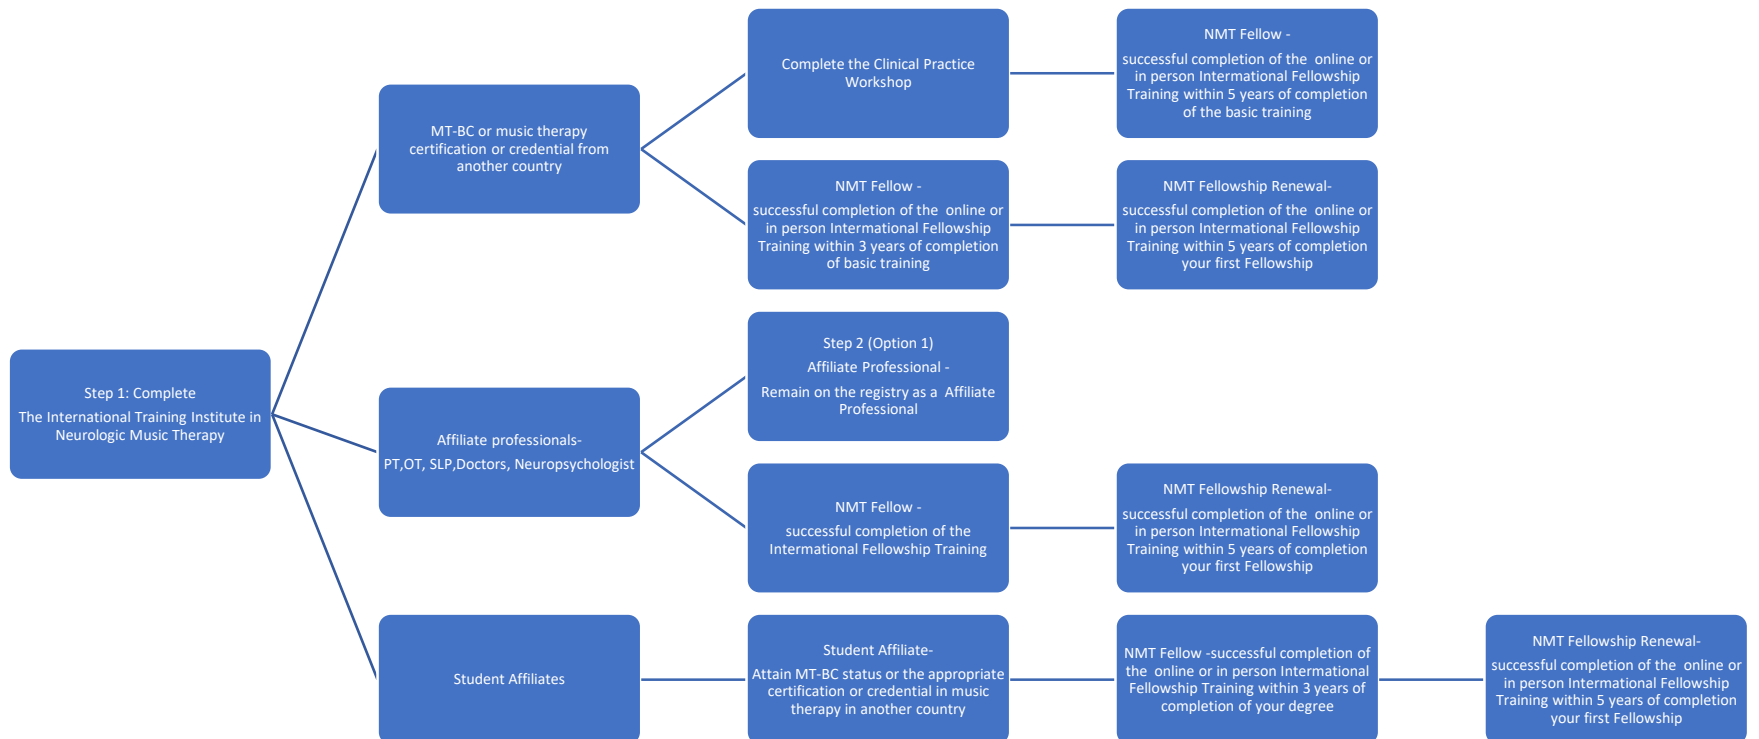 Step 1: Complete
The International Training Institute in
Neurologic Music Therapy
MT-BC or music therapy
certification or credential from
another country
Complete the Clinical Practice
Workshop
NMT Fellow -
successful completion of the  online or
in person International Fellowship
Training within 5 years of completion
of the basic training
NMT Fellow -
successful completion of the  online or
in person International Fellowship
Training within 3 years of completion
of basic training
NMT Fellowship Renewal-
successful completion of the  online or
in person International Fellowship
Training within 5 years of completion
your first Fellowship
Affiliate professionals-
PT,OT, SLP,Doctors, Neuropsychologist
Step 2 (Option 1)
Affiliate Professional -
Remain on the registry as a  Affiliate
Professional
NMT Fellow -
successful completion of the
International Fellowship Training
NMT Fellowship Renewal-
successful completion of the  online or
in person International Fellowship
Training within 5 years of completion
your first Fellowship
Student Affiliates
Student Affiliate-
Attain MT-BC status or the appropriate
certification or credential in music
therapy in another country
NMT Fellow -successful completion of
the  online or in person International
Fellowship Training within 3 years of
completion of your degree
NMT Fellowship Renewal-
successful completion of the  online or
in person International Fellowship
Training within 5 years of completion
your first Fellowship